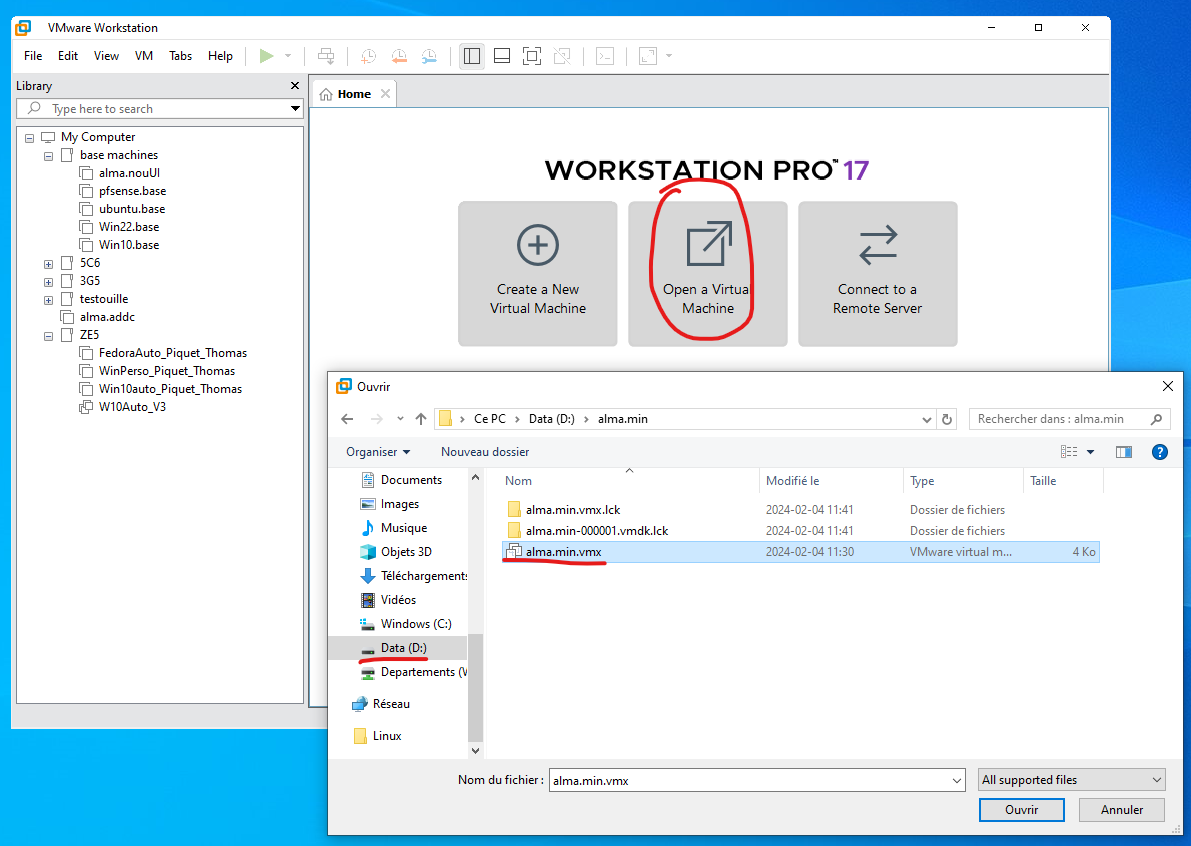 VMware Workstation
File Edit View VM Tabs Help
Library
Type here to search
My Computer
base machines
alma.nouUI
pfsense.base
ubuntu.base
Win22.base
Win10.base
5C6
3G5
testouille
alma.addc
ZE5
FedoraAuto_Piquet_Thomas
WinPerso_Piquet_Thomas
Win10auto_Piquet_Thomas
W10Auto_V3
Home
WORKSTATION PRO™ 17
Create a New
Virtual Machine
Open a Virtual
Machine
Connect to a
Remote Server
Ouvrir
Ce PC > Data (D:) > alma.min
Rechercher dans : alma.min
Organiser
Nouveau dossier
Documents
Images
Musique
Objets 3D
Téléchargements
Vidéos
Windows (C:)
Data (D:)
Departements (V
Réseau
Linux
Nom Modifié le Type Taille
alma.min.vmx.lck 2024-02-04 11:41 Dossier de fichiers
alma.min-000001.vmdk.lck 2024-02-04 11:41 Dossier de fichiers
alma.min.vmx 2024-02-04 11:30 VMware virtual m... 4 Ko
Nom du fichier : alma.min.vmx
All supported files
Ouvrir Annuler